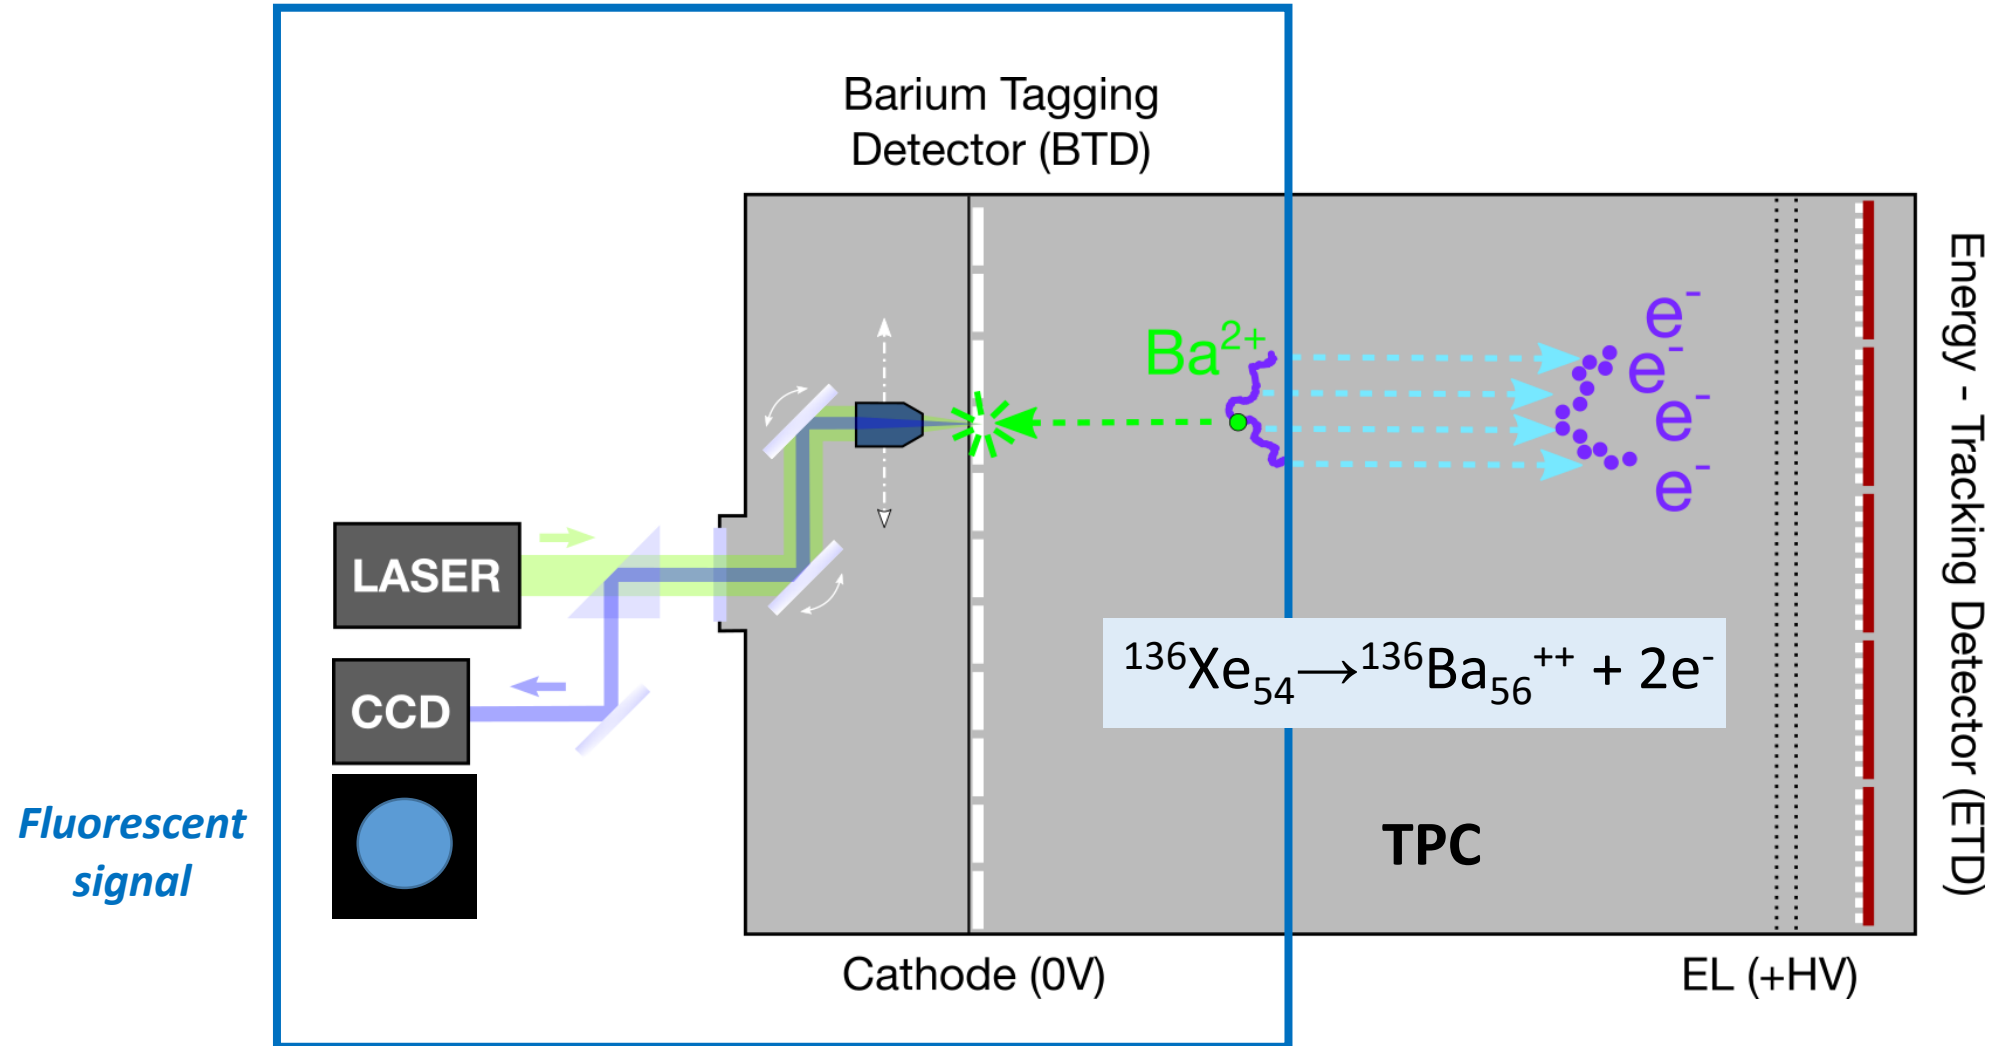 Barium Tagging
Detector (BTD)
Ba²⁺
e⁻
e⁻
e⁻
e⁻
LASER
CCD
¹³⁶Xe₅₄→¹³⁶Ba₅₆⁺⁺ + 2e⁻
Fluorescent
signal
TPC
Cathode (0V)
EL (+HV)
Energy - Tracking Detector (ETD)